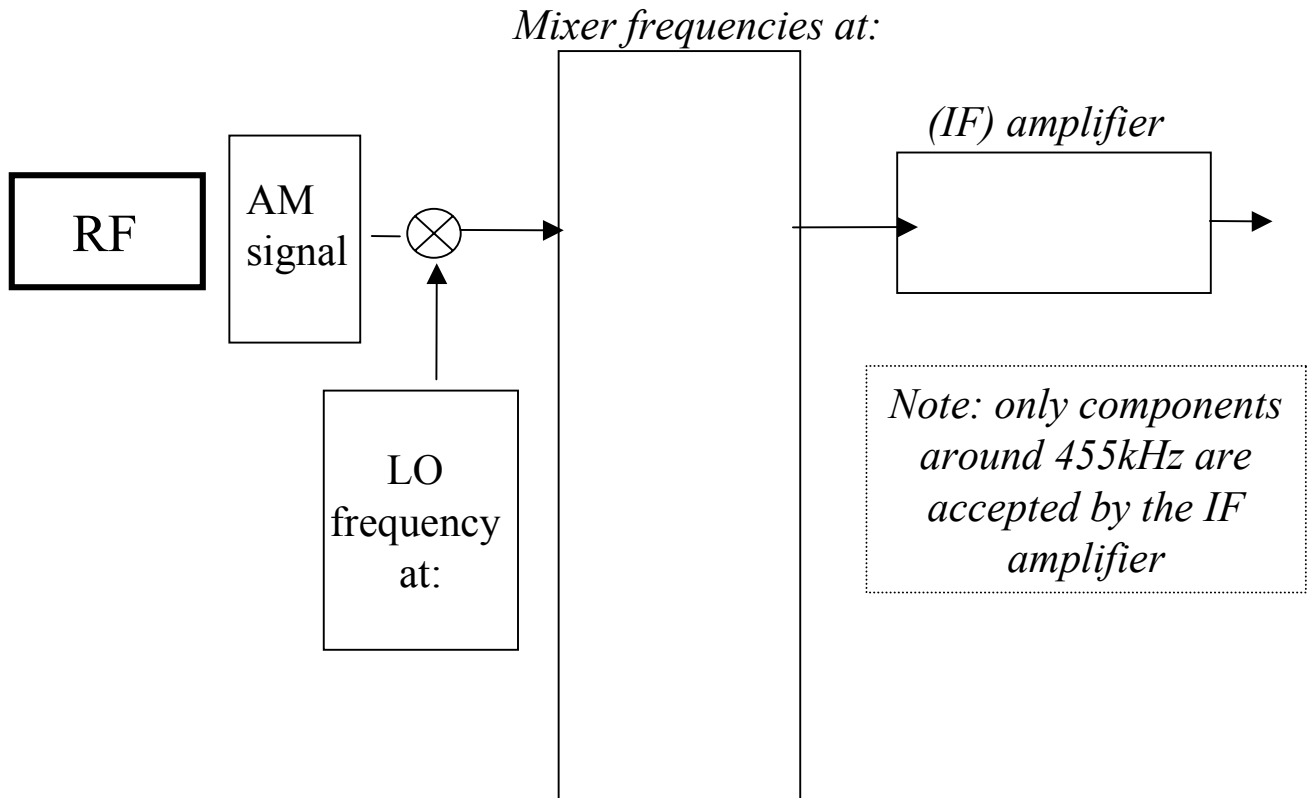 Mixer frequencies at:
(IF) amplifier
RF
AM
signal
LO
frequency
at:
Note: only components
around 455kHz are
accepted by the IF
amplifier